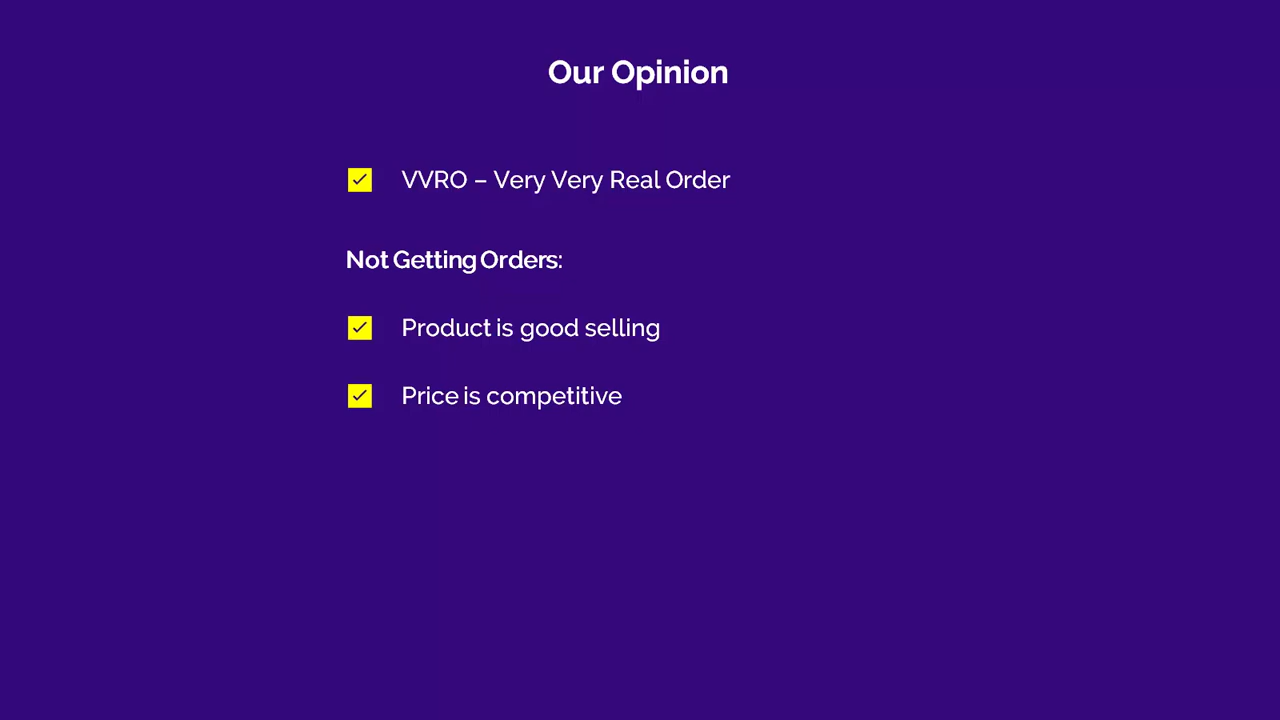 Our Opinion
VVRO – Very Very Real Order
Not Getting Orders:
Product is good selling
Price is competitive